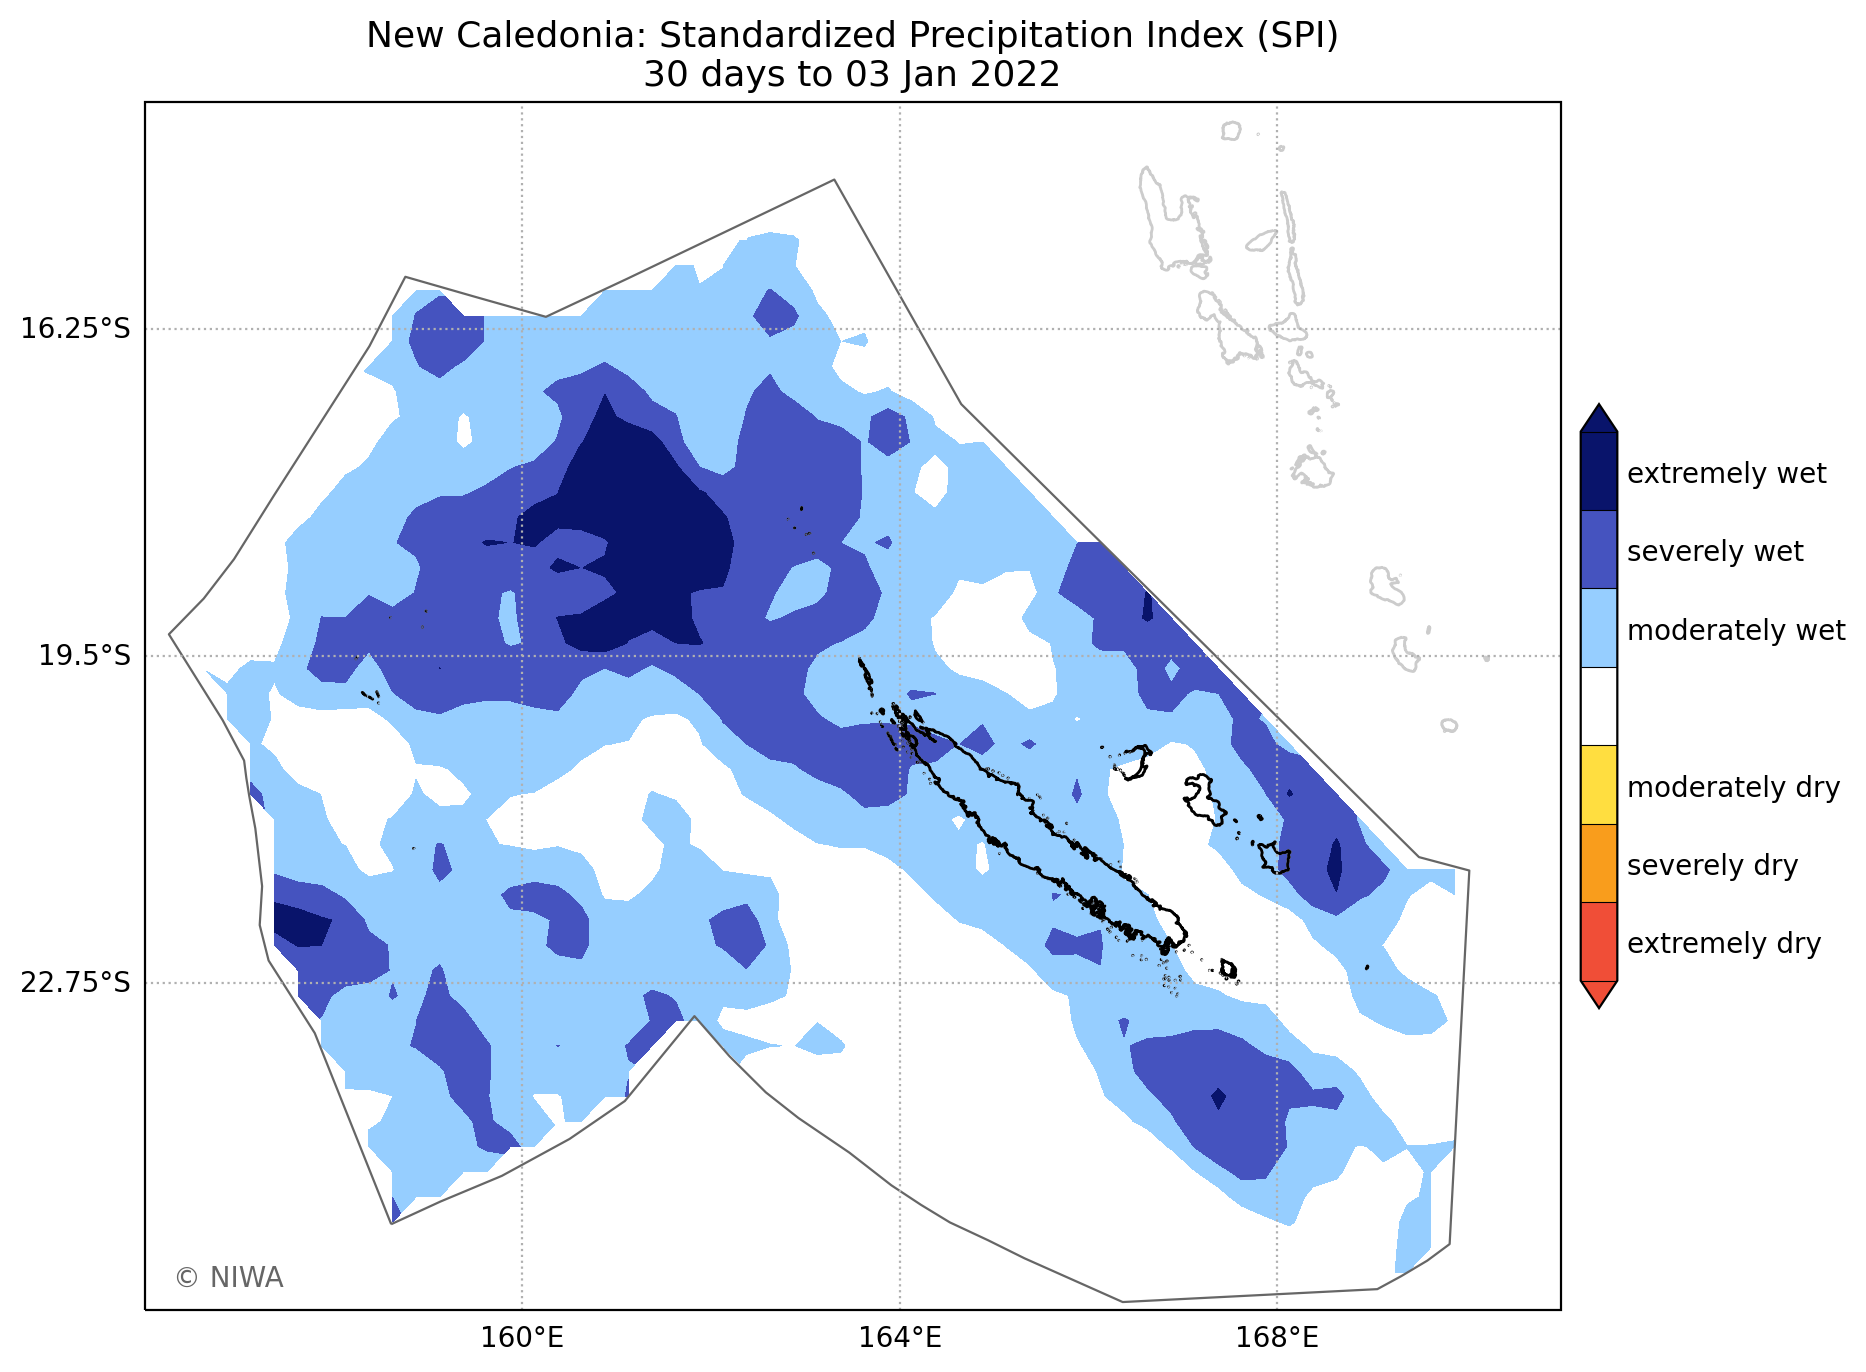 New Caledonia: Standardized Precipitation Index (SPI)
30 days to 03 Jan 2022
16.25°S
19.5°S
22.75°S
160°E
164°E
168°E
© NIWA
extremely wet
severely wet
moderately wet
moderately dry
severely dry
extremely dry